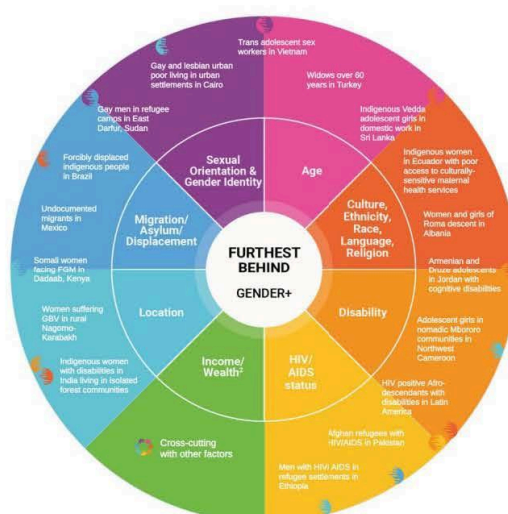 Trans adolescent sex
workers in Vietnam
Gay and lesbian urban
poor living in urban
settlements in Cairo
Gay men in refugee
camps in East
Darfur, Sudan
Forcibly displaced
indigenous people
in Brazil
Undocumented
migrants in
Mexico
Somali women
facing FGM in
Dadaab, Kenya
Women suffering
GBV in rural
Nagorno-
Karabakh
Indigenous women
with disabilities in
India living in isolated
forest communities
Widows over 60
years in Turkey
Indigenous Vedda
adolescent girls in
domestic work in
Sri Lanka
Indigenous women
in Ecuador with poor
access to culturally-
sensitive maternal
health services
Women and girls of
Roma descent in
Albania
Armenian and
Druze adolescents
in Jordan with
cognitive disabilities
Adolescent girls in
nomadic Mbororo
communities in
Northwest
Cameroon
HIV positive Afro-
descendants with
disabilities in Latin
America
Afghan refugees with
HIV/AIDS in Pakistan
Men with HIV/ AIDS in
refugee settlements in
Ethiopia
Sexual
Orientation &
Gender Identity
Age
Culture,
Ethnicity,
Race,
Language,
Religion
Disability
HIV/
AIDS
status
Income/
Wealth²
Location
Migration/
Asylum/
Displacement
FURTHEST
BEHIND
GENDER+
Cross-cutting
with other factors